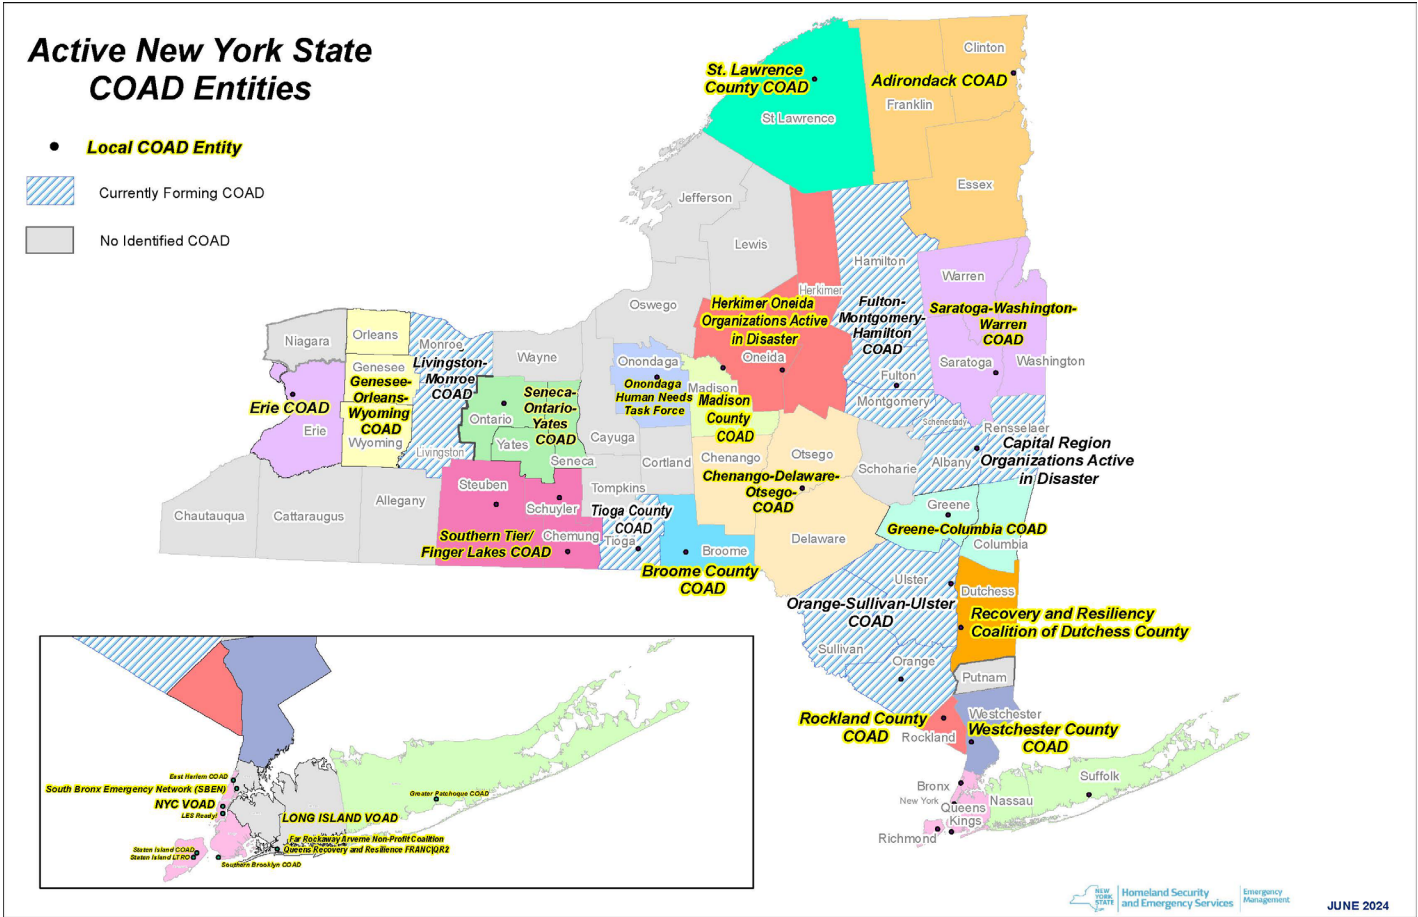 Active New York State
COAD Entities
Local COAD Entity
Currently Forming COAD
No Identified COAD
Clinton
St. Lawrence
County COAD
Adirondack COAD
Franklin
St Lawrence
Essex
Jefferson
Lewis
Hamilton
Warren
Herkimer
Oswego
Herkimer Oneida
Organizations Active
in Disaster
Fulton-
Montgomery-
Hamilton
COAD
Saratoga-Washington-
Warren
COAD
Niagara
Orleans
Monroe
Wayne
Oneida
Saratoga
Washington
Genesee
Livingston-
Monroe
COAD
Onondaga
Fulton
Genesee-
Orleans-
Wyoming
COAD
Onondaga
Human Needs
Task Force
Madison
Madison
County
COAD
Montgomery
Erie COAD
Seneca-
Ontario-
Yates
COAD
Ontario
Schenectady
Rensselaer
Erie
Wyoming
Livingston
Yates
Seneca
Cayuga
Cortland
Chenango
Otsego
Schoharie
Albany
Capital Region
Organizations Active
in Disaster
Chautauqua
Cattaraugus
Allegany
Steuben
Schuyler
Tompkins
Chenango-Delaware-
Otsego-
COAD
Greene
Greene-Columbia COAD
Columbia
Southern Tier/
Finger Lakes COAD
Chemung
Tioga County
COAD
Tioga
Broome
Broome County
COAD
Delaware
Ulster
Dutchess
Orange-Sullivan-Ulster
COAD
Recovery and Resiliency
Coalition of Dutchess County
Sullivan
Orange
Putnam
Rockland County
COAD
Rockland
Westchester
Westchester County
COAD
Bronx
New York
Queens
Kings
Richmond
Nassau
Suffolk
East Harlem COAD
South Bronx Emergency Network (SBEN)
NYC VOAD
LES Ready!
Greater Patchogue COAD
LONG ISLAND VOAD
Far Rockaway Arverne Non-Profit Coalition
Queens Recovery and Resilience FRANC|QR2
Staten Island COAD
Staten Island LTRO
Southern Brooklyn COAD
NEW
YORK
STATE
Homeland Security
and Emergency Services
Emergency
Management
JUNE 2024